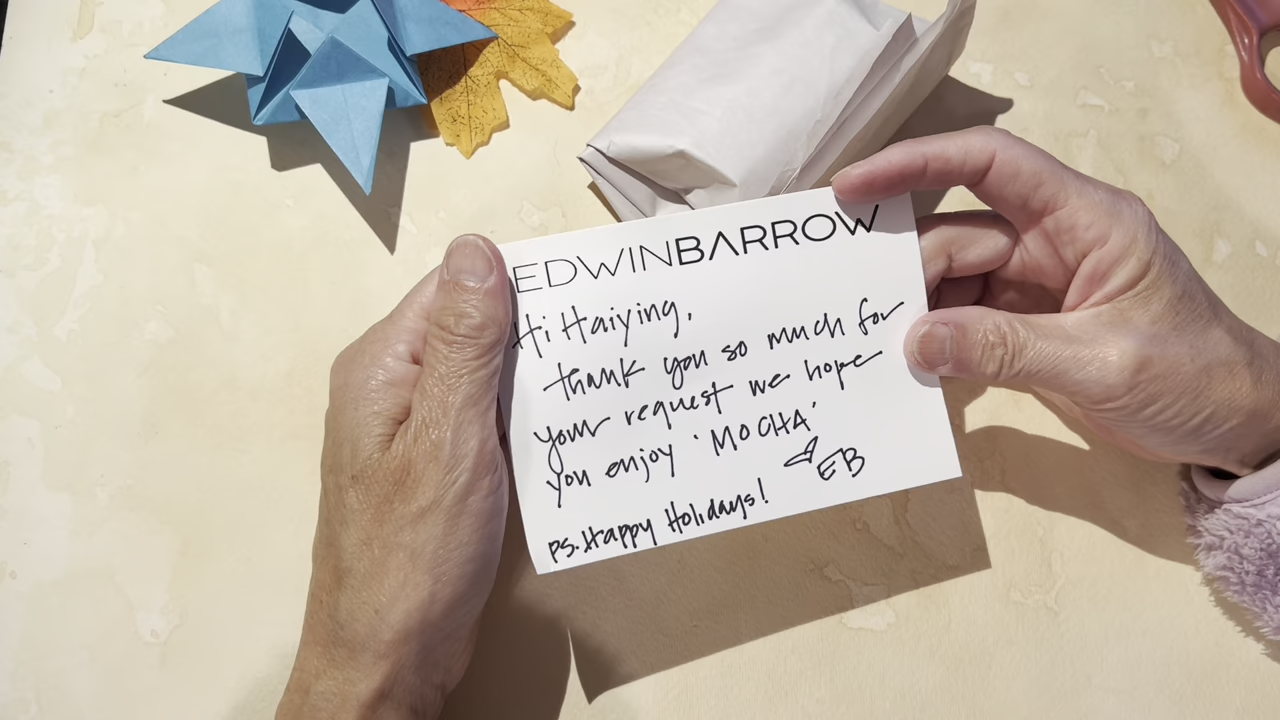 EDWINBARROW
Hi Haiying,
thank you so much for
your request we hope
you enjoy 'MOCHA'
EB
ps. Happy Holidays!